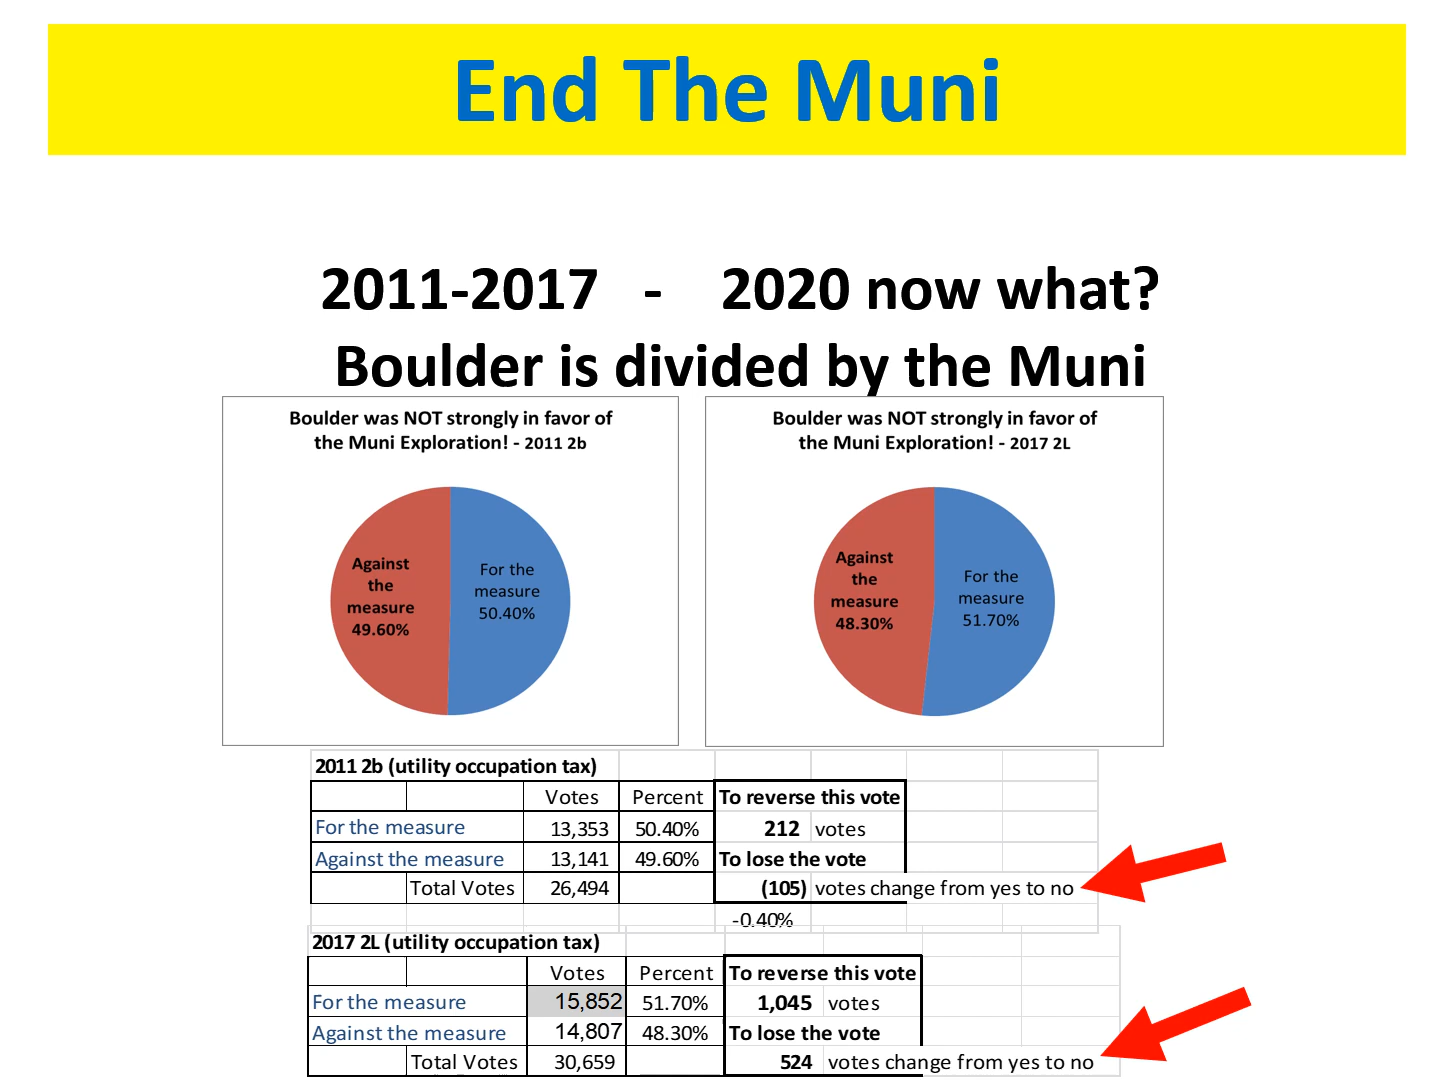 End The Muni
2011-2017 - 2020 now what?
Boulder is divided by the Muni
Boulder was NOT strongly in favor of
the Muni Exploration! - 2011 2b
Against
the
measure
49.60%
For the
measure
50.40%
Boulder was NOT strongly in favor of
the Muni Exploration! - 2017 2L
Against
the
measure
48.30%
For the
measure
51.70%
2011 2b (utility occupation tax)
Votes Percent To reverse this vote
For the measure 13,353 50.40% 212 votes
Against the measure 13,141 49.60% To lose the vote
Total Votes 26,494 (105) votes change from yes to no
-0.40%
2017 2L (utility occupation tax)
Votes Percent To reverse this vote
For the measure 15,852 51.70% 1,045 votes
Against the measure 14,807 48.30% To lose the vote
Total Votes 30,659 524 votes change from yes to no